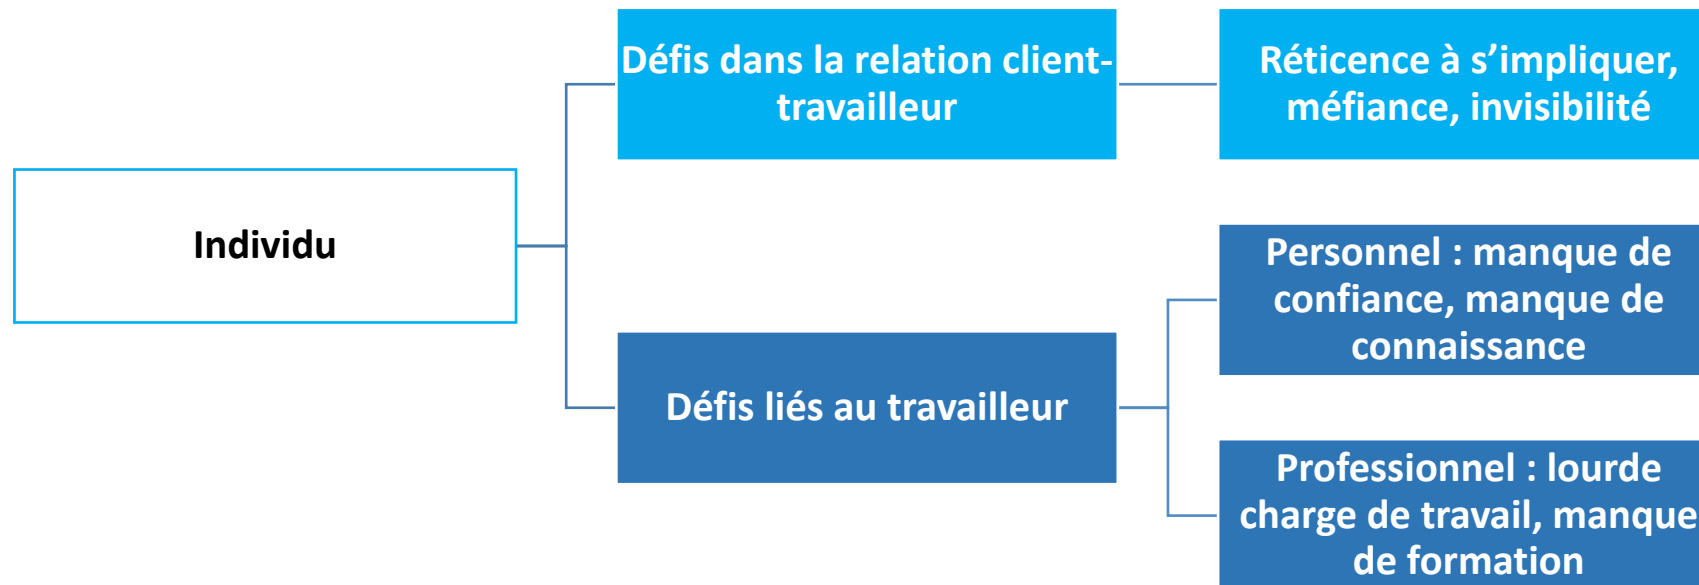 Défis dans la relation client-
travailleur
Réticence à s’impliquer,
méfiance, invisibilité
Individu
Personnel : manque de
confiance, manque de
connaissance
Défis liés au travailleur
Professionnel : lourde
charge de travail, manque
de formation